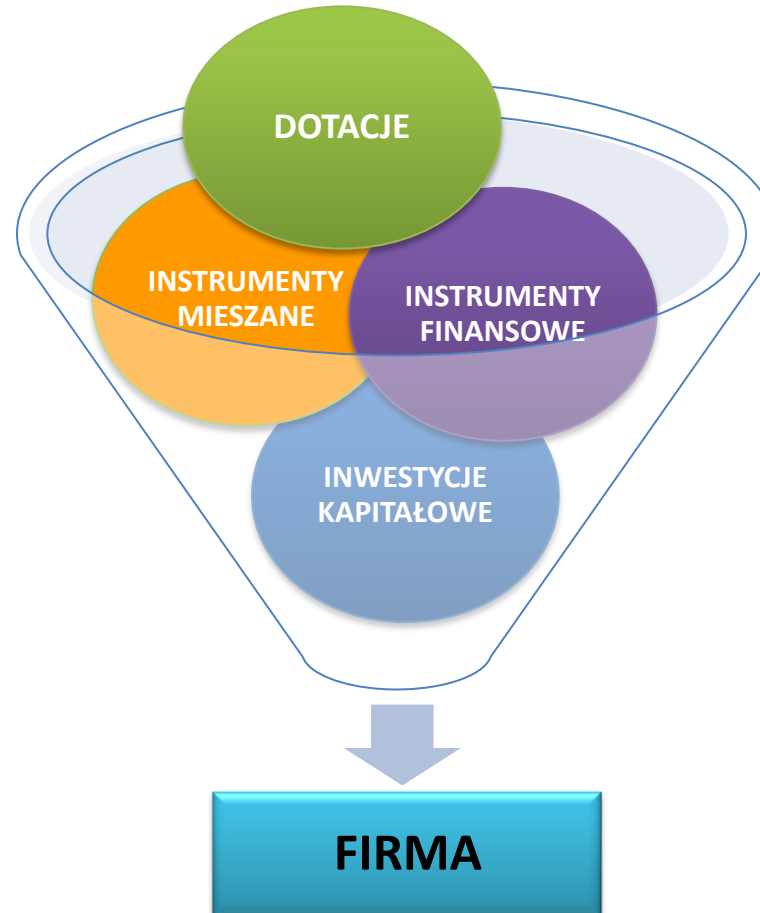 DOTACJE
INSTRUMENTY
MIESZANE
INSTRUMENTY
FINANSOWE
INWESTYCJE
KAPITAŁOWE
FIRMA